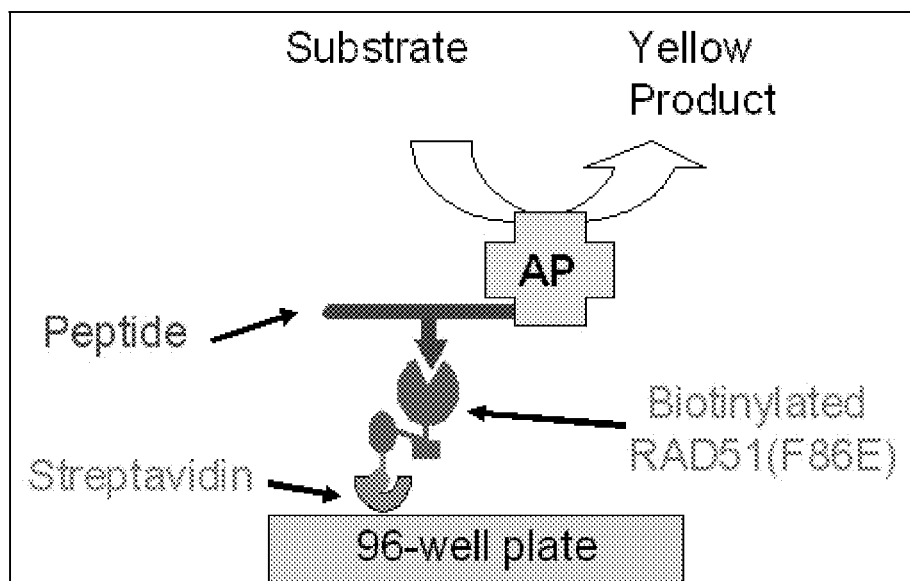 Substrate
Yellow
Product
AP
Peptide
Biotinylated
RAD51(F86E)
Streptavidin
96-well plate